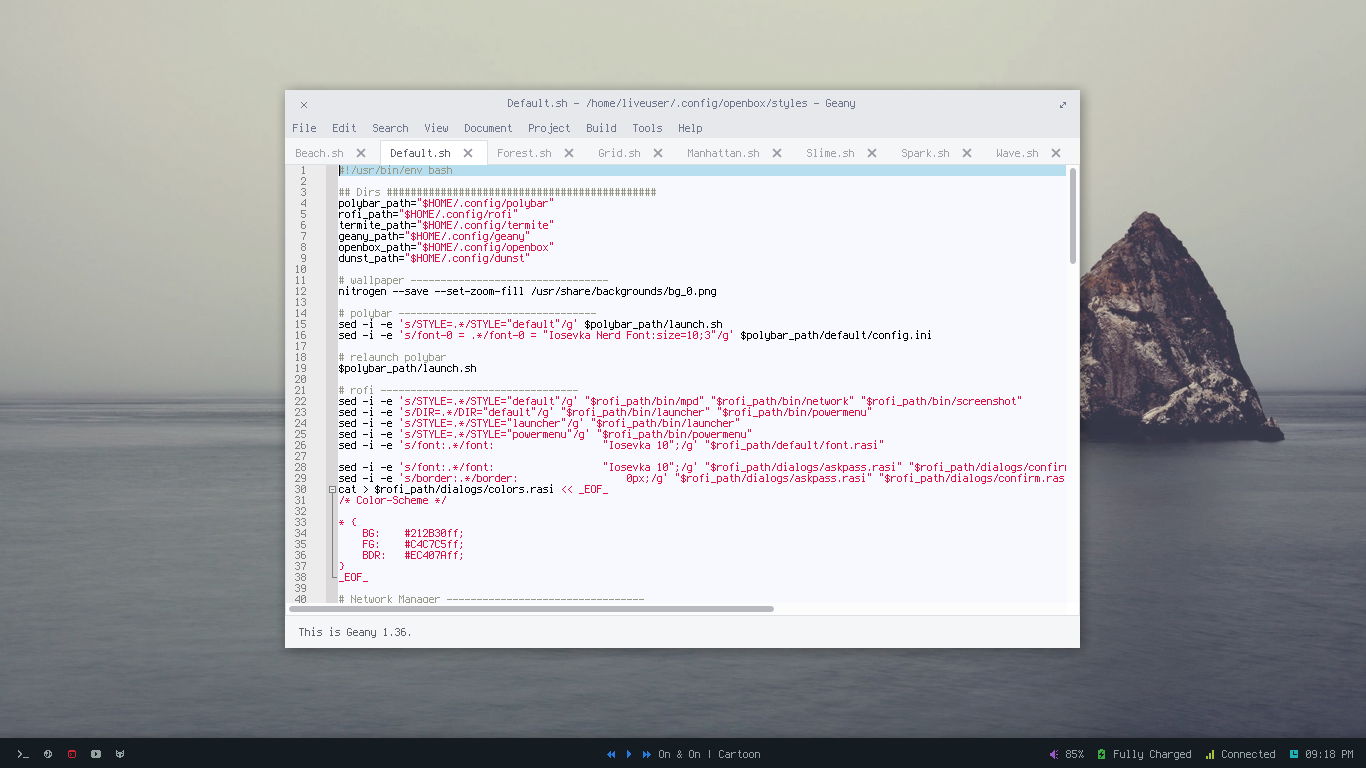 Default.sh - /home/liveuser/.config/openbox/styles - Geany
File Edit Search View Document Project Build Tools Help
Beach.sh Default.sh Forest.sh Grid.sh Manhattan.sh Slime.sh Spark.sh Wave.sh
1 #!/usr/bin/env bash
2
3 ## Dirs #############################################
4 polybar_path="$HOME/.config/polybar"
5 rofi_path="$HOME/.config/rofi"
6 termite_path="$HOME/.config/termite"
7 geany_path="$HOME/.config/geany"
8 openbox_path="$HOME/.config/openbox"
9 dunst_path="$HOME/.config/dunst"
10
11 # wallpaper ---------------------------------
12 nitrogen --save --set-zoom-fill /usr/share/backgrounds/bg_0.png
13
14 # polybar ---------------------------------
15 sed -i -e 's/STYLE=.*/STYLE="default"/g' $polybar_path/launch.sh
16 sed -i -e 's/font-0 = .*/font-0 = "Iosevka Nerd Font:size=10;3"/g' $polybar_path/default/config.ini
17
18 # relaunch polybar
19 $polybar_path/launch.sh
20
21 # rofi ---------------------------------
22 sed -i -e 's/STYLE=.*/STYLE="default"/g' "$rofi_path/bin/mpd" "$rofi_path/bin/network" "$rofi_path/bin/screenshot"
23 sed -i -e 's/DIR=.*/DIR="default"/g' "$rofi_path/bin/launcher" "$rofi_path/bin/powermenu"
24 sed -i -e 's/STYLE=.*/STYLE="launcher"/g' "$rofi_path/bin/launcher"
25 sed -i -e 's/STYLE=.*/STYLE="powermenu"/g' "$rofi_path/bin/powermenu"
26 sed -i -e 's/font:.*/font:                  "Iosevka 10";/g' "$rofi_path/default/font.rasi"
27
28 sed -i -e 's/font:.*/font:                  "Iosevka 10";/g' "$rofi_path/dialogs/askpass.rasi" "$rofi_path/dialogs/confirm
29 sed -i -e 's/border:.*/border:                  0px;/g' "$rofi_path/dialogs/askpass.rasi" "$rofi_path/dialogs/confirm.ras
30 cat > $rofi_path/dialogs/colors.rasi << _EOF_
31 /* Color-Scheme */
32
33 * {
34     BG:    #212B30ff;
35     FG:    #C4C7C5ff;
36     BDR:   #EC407Aff;
37 }
38 _EOF_
39
40 # Network Manager ---------------------------------
This is Geany 1.36.
On & On | Cartoon
85% Fully Charged Connected 09:18 PM